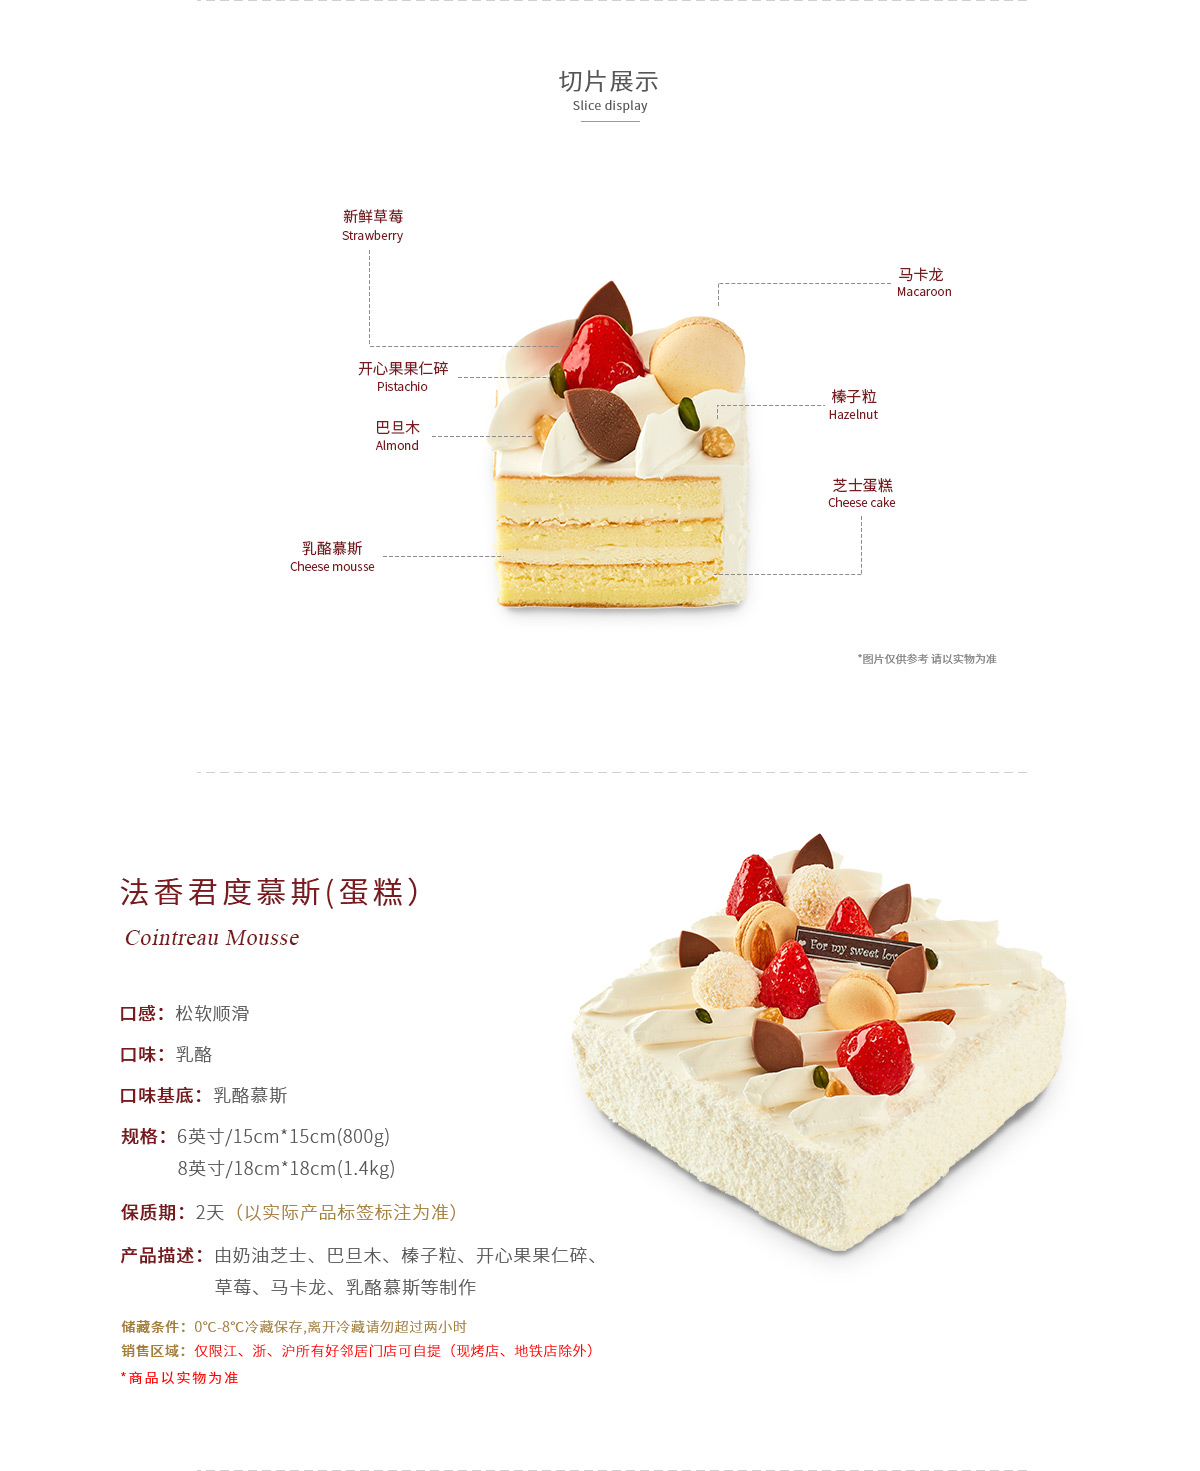 切片展示
Slice display
新鲜草莓
Strawberry
马卡龙
Macaroon
开心果果仁碎
Pistachio
榛子粒
Hazelnut
巴旦木
Almond
芝士蛋糕
Cheese cake
乳酪慕斯
Cheese mousse
*图片仅供参考 请以实物为准
法香君度慕斯(蛋糕）
Cointreau Mousse
For my sweet lov
口感：松软顺滑
口味：乳酪
口味基底：乳酪慕斯
规格：6英寸/15cm*15cm(800g)
8英寸/18cm*18cm(1.4kg)
保质期：2天（以实际产品标签标注为准）
产品描述：由奶油芝士、巴旦木、榛子粒、开心果果仁碎、
草莓、马卡龙、乳酪慕斯等制作
储藏条件：0℃-8℃冷藏保存,离开冷藏请勿超过两小时
销售区域：仅限江、浙、沪所有好邻居门店可自提（现烤店、地铁店除外）
*商品以实物为准